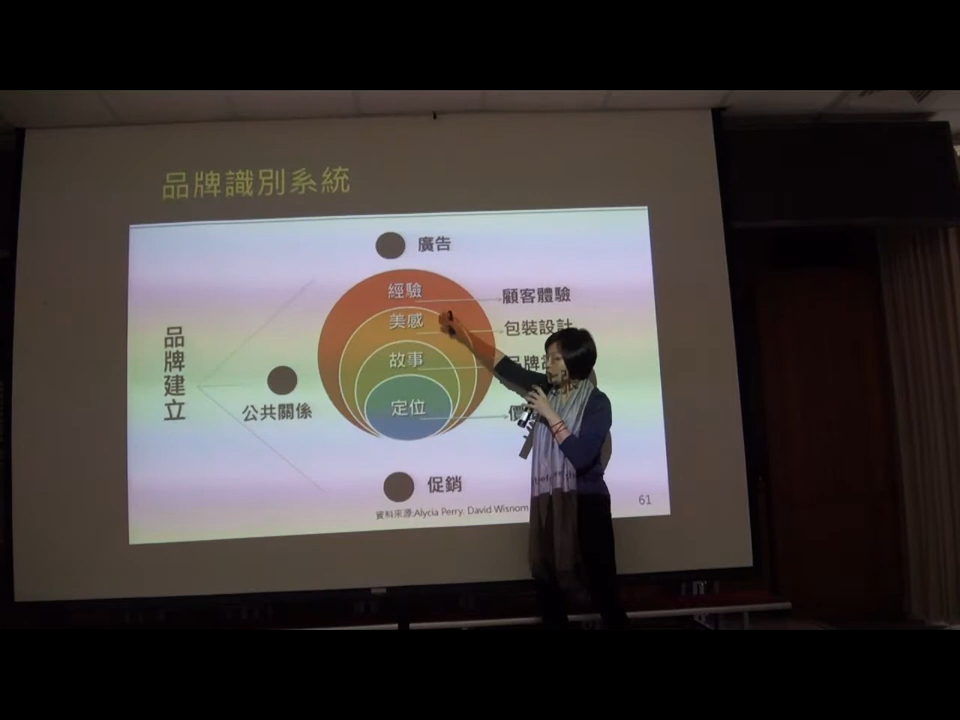 品牌識別系統
廣告
經驗
顧客體驗
美感
包裝設計
品牌建立
故事
品牌
公共關係
定位
促銷
資料來源:Alycia Perry. David Wisnom
61